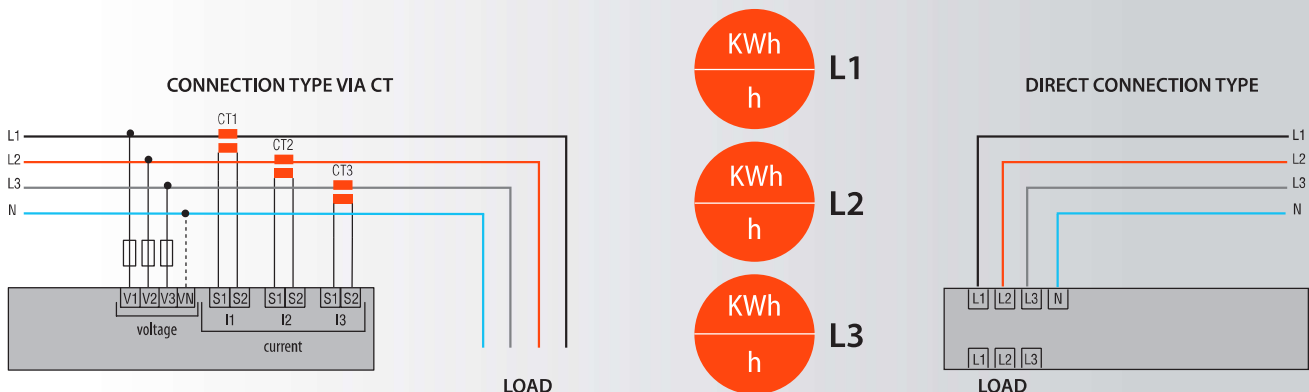 CONNECTION TYPE VIA CT
L1
L2
L3
N
CT1
CT2
CT3
V1 V2 V3 VN S1 S2 S1 S2 S1 S2
voltage
I1 I2 I3
current
LOAD
KWh
h
L1
KWh
h
L2
KWh
h
L3
DIRECT CONNECTION TYPE
L1
L2
L3
N
L1 L2 L3 N
L1 L2 L3
LOAD